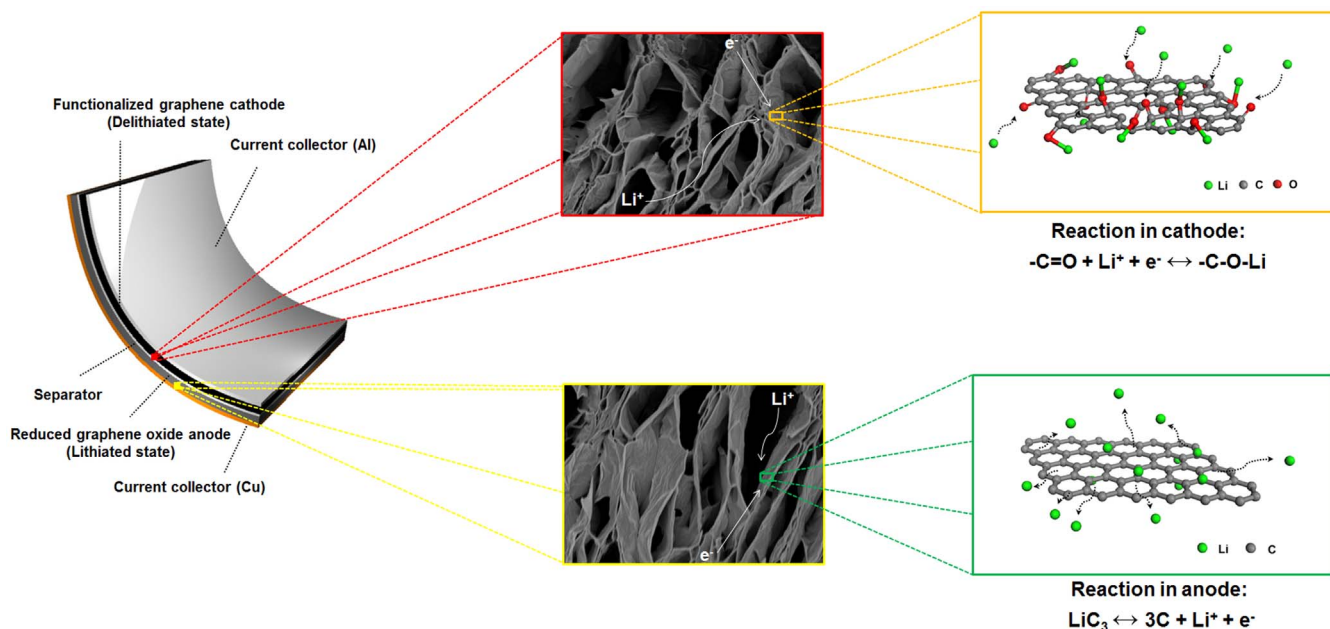 Functionalized graphene cathode
(Delithiated state)
Current collector (Al)
Separator
Reduced graphene oxide anode
(Lithiated state)
Current collector (Cu)
e-
Li+
Li C O
Reaction in cathode:
-C=O + Li+ + e- ↔ -C-O-Li
Li+
e-
Li C
Reaction in anode:
LiC₃ ↔ 3C + Li+ + e-